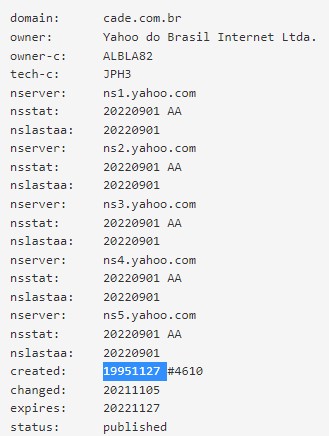 domain: cade.com.br
owner: Yahoo do Brasil Internet Ltda.
owner-c: ALBLA82
tech-c: JPH3
nserver: ns1.yahoo.com
nsstat: 20220901 AA
nslastaa: 20220901
nserver: ns2.yahoo.com
nsstat: 20220901 AA
nslastaa: 20220901
nserver: ns3.yahoo.com
nsstat: 20220901 AA
nslastaa: 20220901
nserver: ns4.yahoo.com
nsstat: 20220901 AA
nslastaa: 20220901
nserver: ns5.yahoo.com
nsstat: 20220901 AA
nslastaa: 20220901
created: 19951127 #4610
changed: 20211105
expires: 20221127
status: published